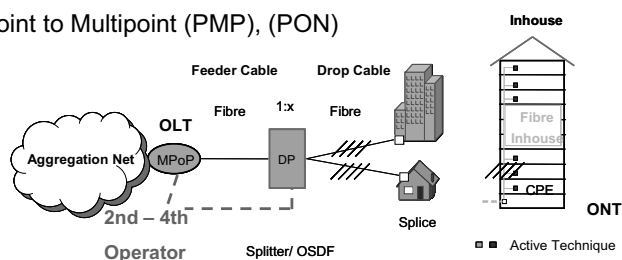 oint to Multipoint (PMP), (PON)
Inhouse
Feeder Cable
Drop Cable
Fibre
1:x
Fibre
OLT
Aggregation Net
MPoP
DP
Fibre
Inhouse
CPE
ONT
2nd – 4th
Operator
Splitter/ OSDF
Splice
Active Technique